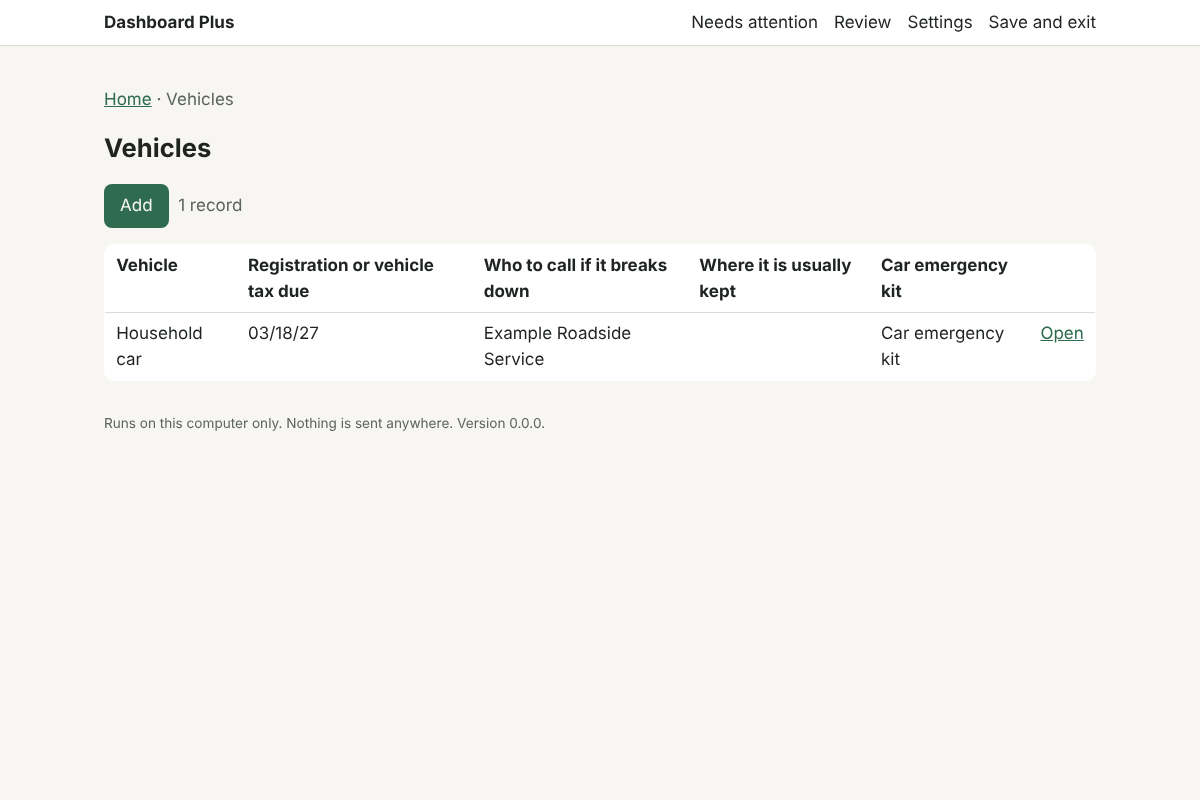 Dashboard Plus
Needs attention Review Settings Save and exit
Home · Vehicles
Vehicles
Add 1 record
Vehicle Registration or vehicle tax due Who to call if it breaks down Where it is usually kept Car emergency kit
Household car 03/18/27 Example Roadside Service Car emergency kit Open
Runs on this computer only. Nothing is sent anywhere. Version 0.0.0.